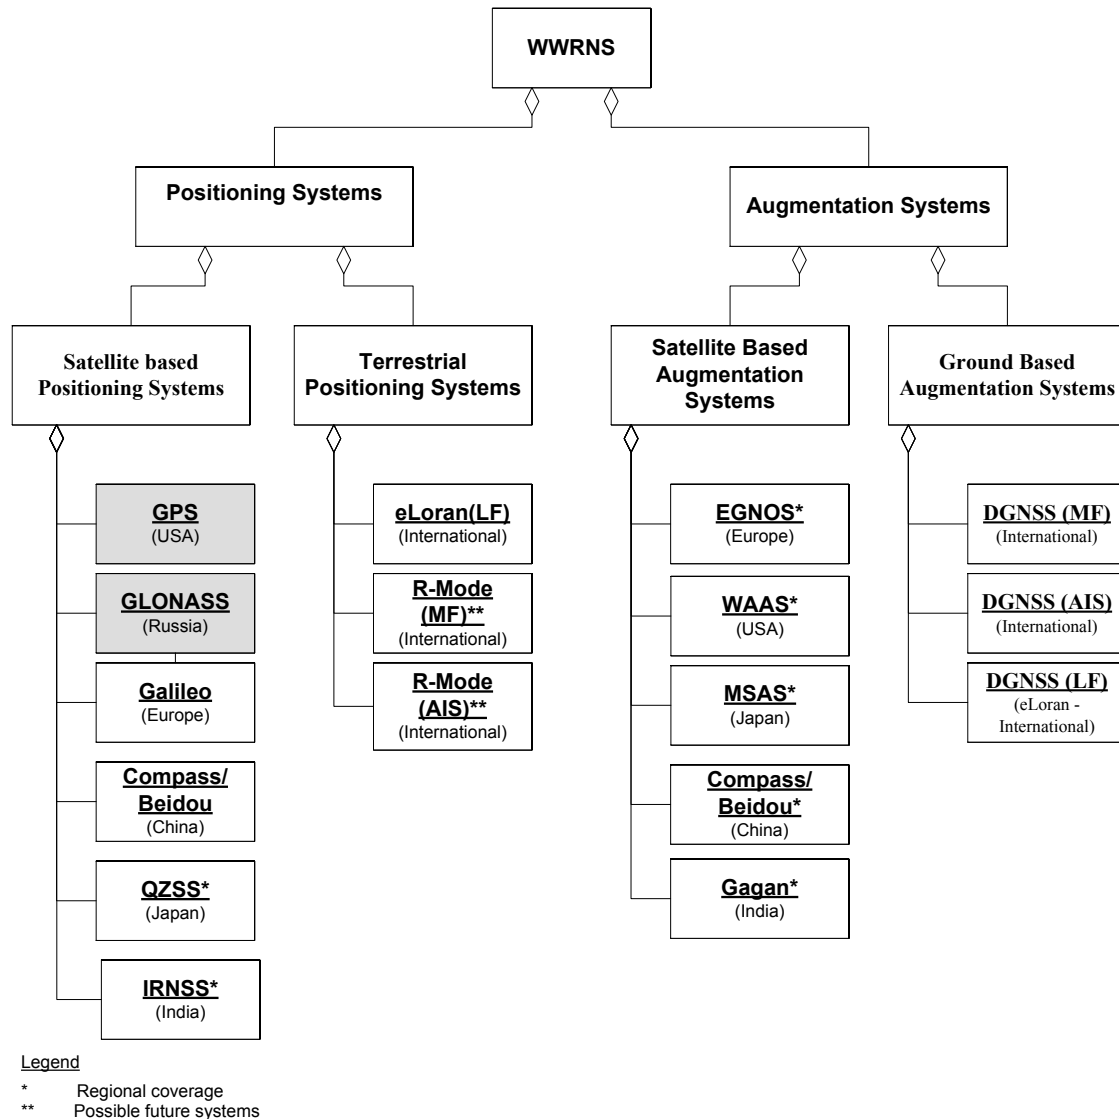 WWRNS
Positioning Systems
Augmentation Systems
Satellite based
Positioning Systems
Terrestrial
Positioning Systems
Satellite Based
Augmentation
Systems
Ground Based
Augmentation Systems
GPS
(USA)
GLONASS
(Russia)
Galileo
(Europe)
Compass/
Beidou
(China)
QZSS*
(Japan)
IRNSS*
(India)
eLoran(LF)
(International)
R-Mode
(MF)**
(International)
R-Mode
(AIS)**
(International)
EGNOS*
(Europe)
WAAS*
(USA)
MSAS*
(Japan)
Compass/
Beidou*
(China)
Gagan*
(India)
DGNSS (MF)
(International)
DGNSS (AIS)
(International)
DGNSS (LF)
(eLoran -
International)
Legend
* Regional coverage
** Possible future systems